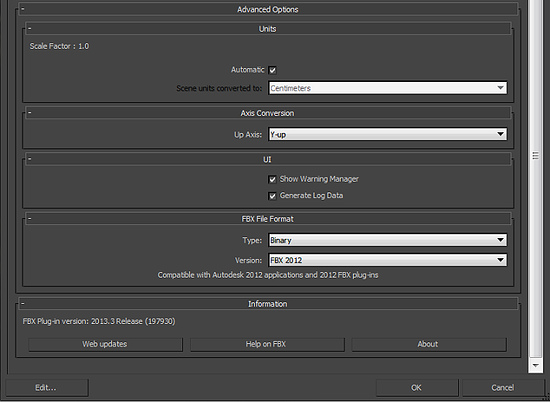 Advanced Options
Units
Scale Factor : 1.0
Automatic
Scene units converted to: Centimeters
Axis Conversion
Up Axis: Y-up
UI
Show Warning Manager
Generate Log Data
FBX File Format
Type: Binary
Version: FBX 2012
Compatible with Autodesk 2012 applications and 2012 FBX plug-ins
Information
FBX Plug-in version: 2013.3 Release (197930)
Web updates Help on FBX About
Edit... OK Cancel